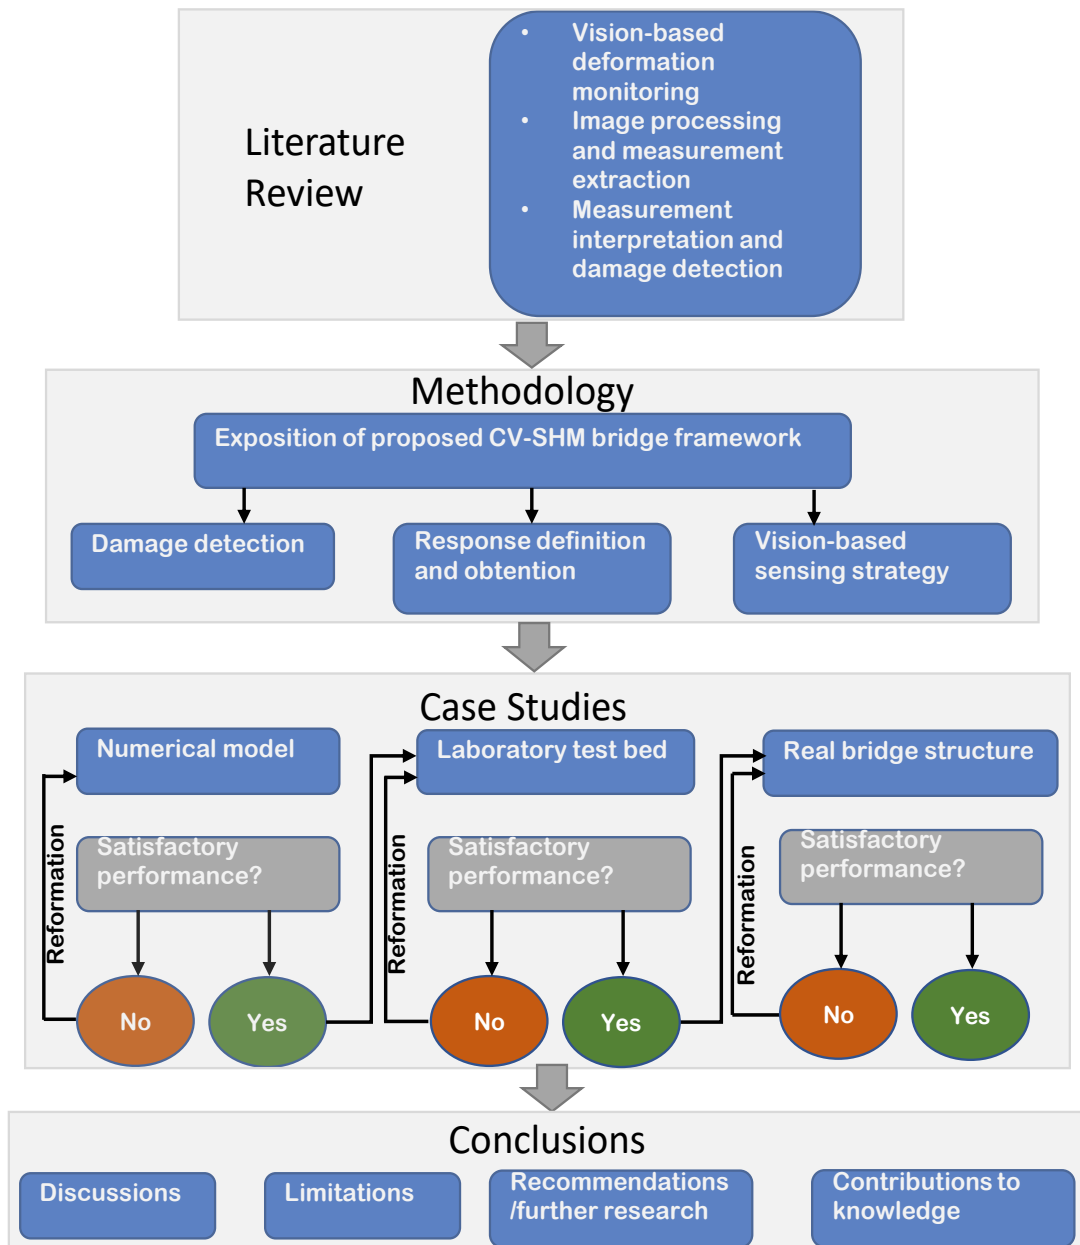 Literature
Review
• Vision-based
deformation
monitoring
• Image processing
and measurement
extraction
• Measurement
interpretation and
damage detection
Methodology
Exposition of proposed CV-SHM bridge framework
Damage detection
Response definition
and obtention
Vision-based
sensing strategy
Case Studies
Numerical model
Laboratory test bed
Real bridge structure
Reformation
Satisfactory
performance?
Reformation
Satisfactory
performance?
Reformation
Satisfactory
performance?
No
Yes
No
Yes
No
Yes
Conclusions
Discussions
Limitations
Recommendations
/further research
Contributions to
knowledge